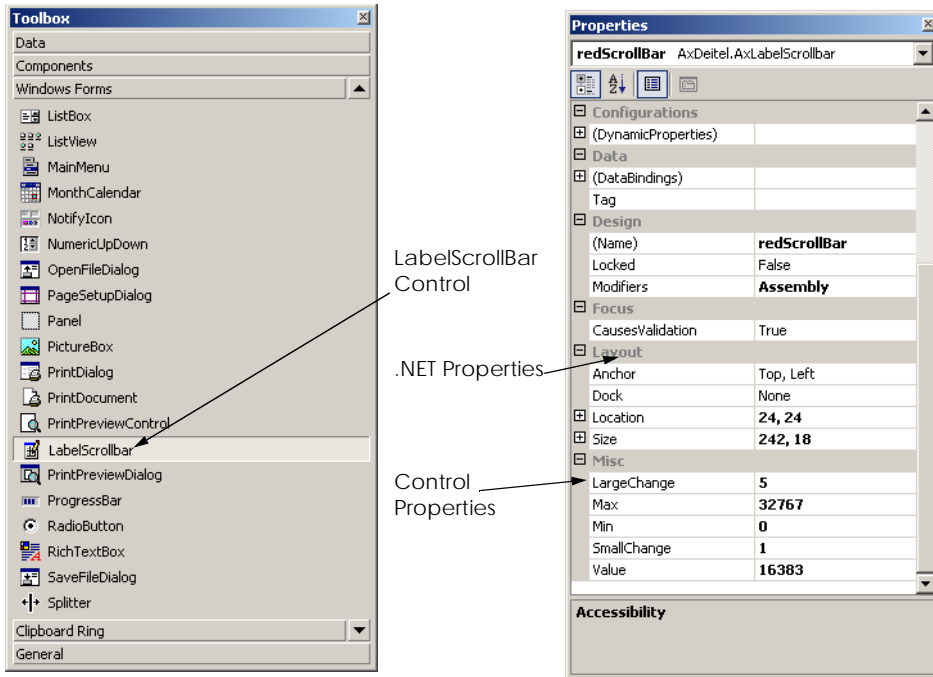 Toolbox
Data
Components
Windows Forms
ListBox
ListView
MainMenu
MonthCalendar
NotifyIcon
NumericUpDown
OpenFileDialog
PageSetupDialog
Panel
PictureBox
PrintDialog
PrintDocument
PrintPreviewControl
LabelScrollbar
PrintPreviewDialog
ProgressBar
RadioButton
RichTextBox
SaveFileDialog
Splitter
Clipboard Ring
General
LabelScrollBar
Control
.NET Properties
Control
Properties
Properties
redScrollBar AxDeitel.AxLabelScrollbar
Configurations
(DynamicProperties)
Data
(DataBindings)
Tag
Design
(Name) redScrollBar
Locked False
Modifiers Assembly
Focus
CausesValidation True
Layout
Anchor Top, Left
Dock None
Location 24, 24
Size 242, 18
Misc
LargeChange 5
Max 32767
Min 0
SmallChange 1
Value 16383
Accessibility